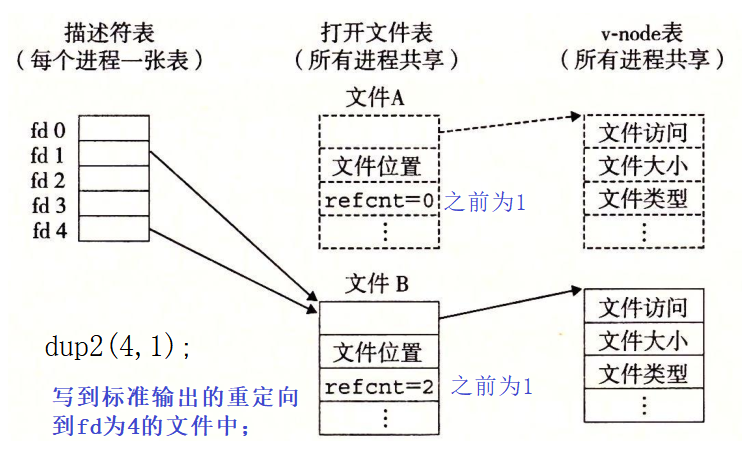 描述符表
（每个进程一张表）
打开文件表
（所有进程共享）
v-node表
（所有进程共享）
fd 0
fd 1
fd 2
fd 3
fd 4
文件A
文件位置
refcnt=0
之前为1
⋮
文件访问
文件大小
文件类型
⋮
文件 B
文件位置
refcnt=2
之前为1
⋮
文件访问
文件大小
文件类型
⋮
dup2(4,1);
写到标准输出的重定向
到fd为4的文件中;